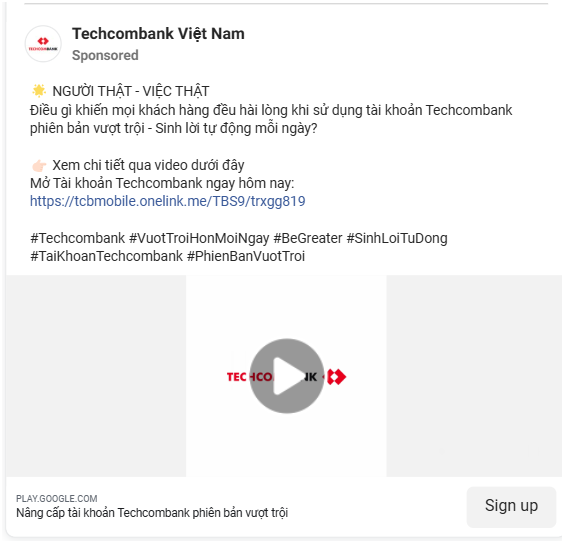 TECHCOMBANK
Techcombank Việt Nam
Sponsored
🌟 NGƯỜI THẬT - VIỆC THẬT
Điều gì khiến mọi khách hàng đều hài lòng khi sử dụng tài khoản Techcombank
phiên bản vượt trội - Sinh lời tự động mỗi ngày?
👉🏻 Xem chi tiết qua video dưới đây
Mở Tài khoản Techcombank ngay hôm nay:
https://tcbmobile.onelink.me/TBS9/trxgg819
#Techcombank #VuotTroiHonMoiNgay #BeGreater #SinhLoiTuDong
#TaiKhoanTechcombank #PhienBanVuotTroi
TECHCOMBANK
PLAY.GOOGLE.COM
Nâng cấp tài khoản Techcombank phiên bản vượt trội
Sign up